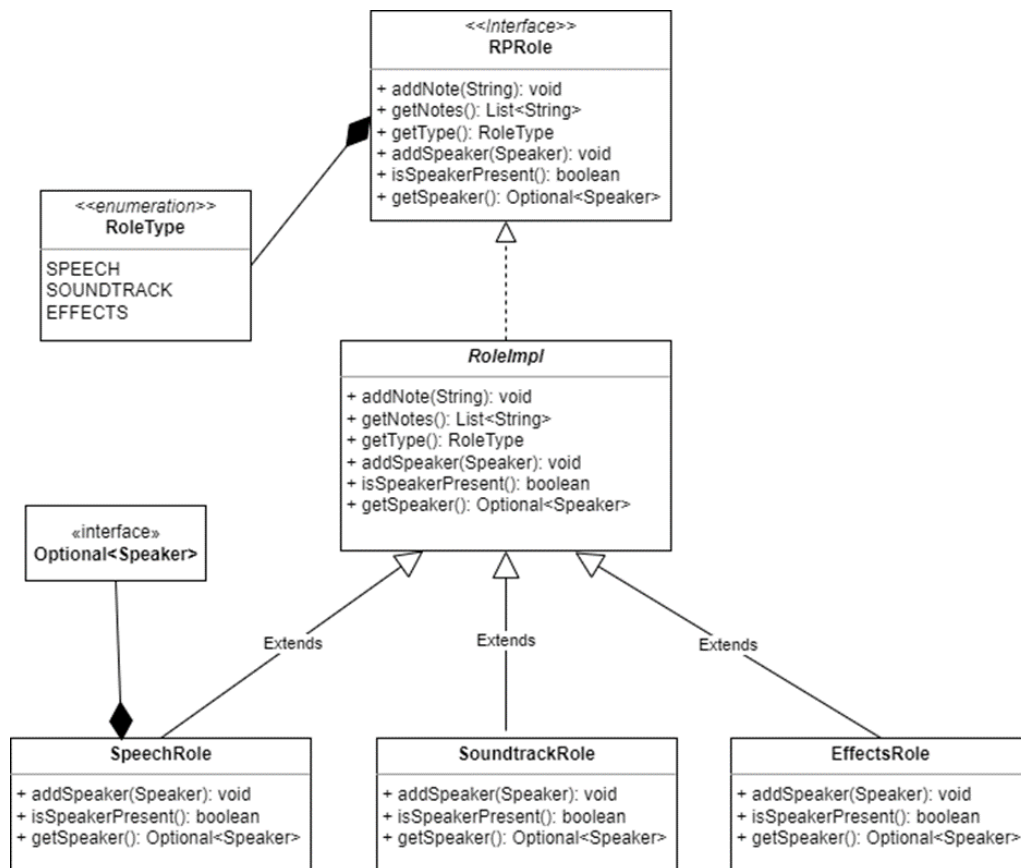 <<Interface>>
RPRole
+ addNote(String): void
+ getNotes(): List<String>
+ getType(): RoleType
+ addSpeaker(Speaker): void
+ isSpeakerPresent(): boolean
+ getSpeaker(): Optional<Speaker>
<<enumeration>>
RoleType
SPEECH
SOUNDTRACK
EFFECTS
RoleImpl
+ addNote(String): void
+ getNotes(): List<String>
+ getType(): RoleType
+ addSpeaker(Speaker): void
+ isSpeakerPresent(): boolean
+ getSpeaker(): Optional<Speaker>
«interface»
Optional<Speaker>
Extends
Extends
Extends
SpeechRole
+ addSpeaker(Speaker): void
+ isSpeakerPresent(): boolean
+ getSpeaker(): Optional<Speaker>
SoundtrackRole
+ addSpeaker(Speaker): void
+ isSpeakerPresent(): boolean
+ getSpeaker(): Optional<Speaker>
EffectsRole
+ addSpeaker(Speaker): void
+ isSpeakerPresent(): boolean
+ getSpeaker(): Optional<Speaker>